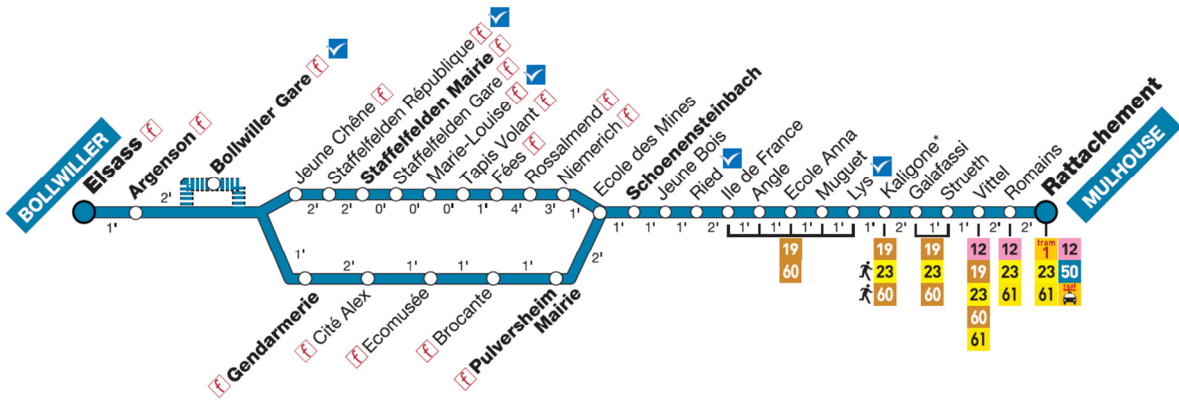 BOLLWILLER
Elsass f
Argenson f
Bollwiller Gare f
Jeune Chêne f
Staffelfelden République f
Staffelfelden Mairie f
Staffelfelden Gare f
Marie-Louise f
Tapis Volant f
Fées f
Rossalmend f
Niemerich f
Ecole des Mines
Schoenensteinbach
Jeune Bois
Ried
Ile de France
Angle
Ecole Anna
Muguet
Lys
Kaligone*
Galafassi
Strueth
Vittel
Romains
Rattachement
MULHOUSE
1' 2'
2' 2' 0' 0' 0' 1' 4' 3' 1'
1' 1' 1' 2' 1' 1' 1' 1' 1' 2' 1' 1' 2' 2'
1' 2' 1' 1' 1' 2'
f Gendarmerie
f Cité Alex
f Ecomusée
f Brocante
f Pulversheim
Mairie
19
60
19
23
60
19
23
60
12
19
23
60
61
12
23
61
tram
1
23
61
12
50